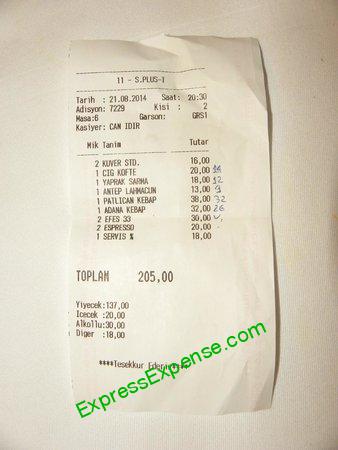 11 - S.PLUS-T
Tarih : 21.08.2014 Saat: 20:30
Adisyon: 7229 Kisi : 2
Masa:6 Garson: GRS1
Kasiyer: CAN IDIR
Mik Tanim Tutar
2 KUVER STD. 16,00
1 CIG KOFTE 20,00 14
1 YAPRAK SARMA 18,00 12
1 ANTEP LAHMACUN 13,00 9
1 PATLICAN KEBAP 38,00 32
1 ADANA KEBAP 32,00 26
2 EFES 33 30,00
2 ESPRESSO 20,00
1 SERVIS % 18,00
TOPLAM 205,00
Yiyecek:137,00
Icecek :20,00
Alkollu:30,00
Diger :18,00
****Tesekkur Ederiz
ExpressExpense.com